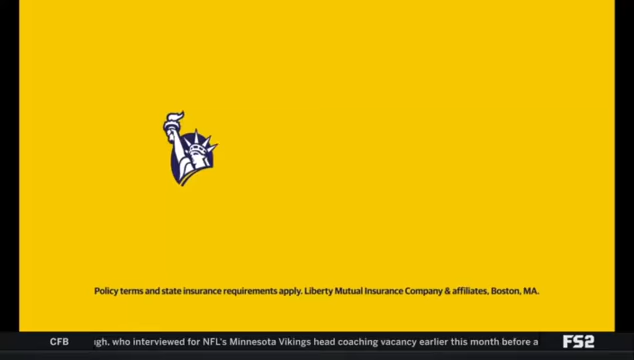 Policy terms and state insurance requirements apply. Liberty Mutual Insurance Company & affiliates, Boston, MA.
CFB
ugh, who interviewed for NFL's Minnesota Vikings head coaching vacancy earlier this month before a
FS2